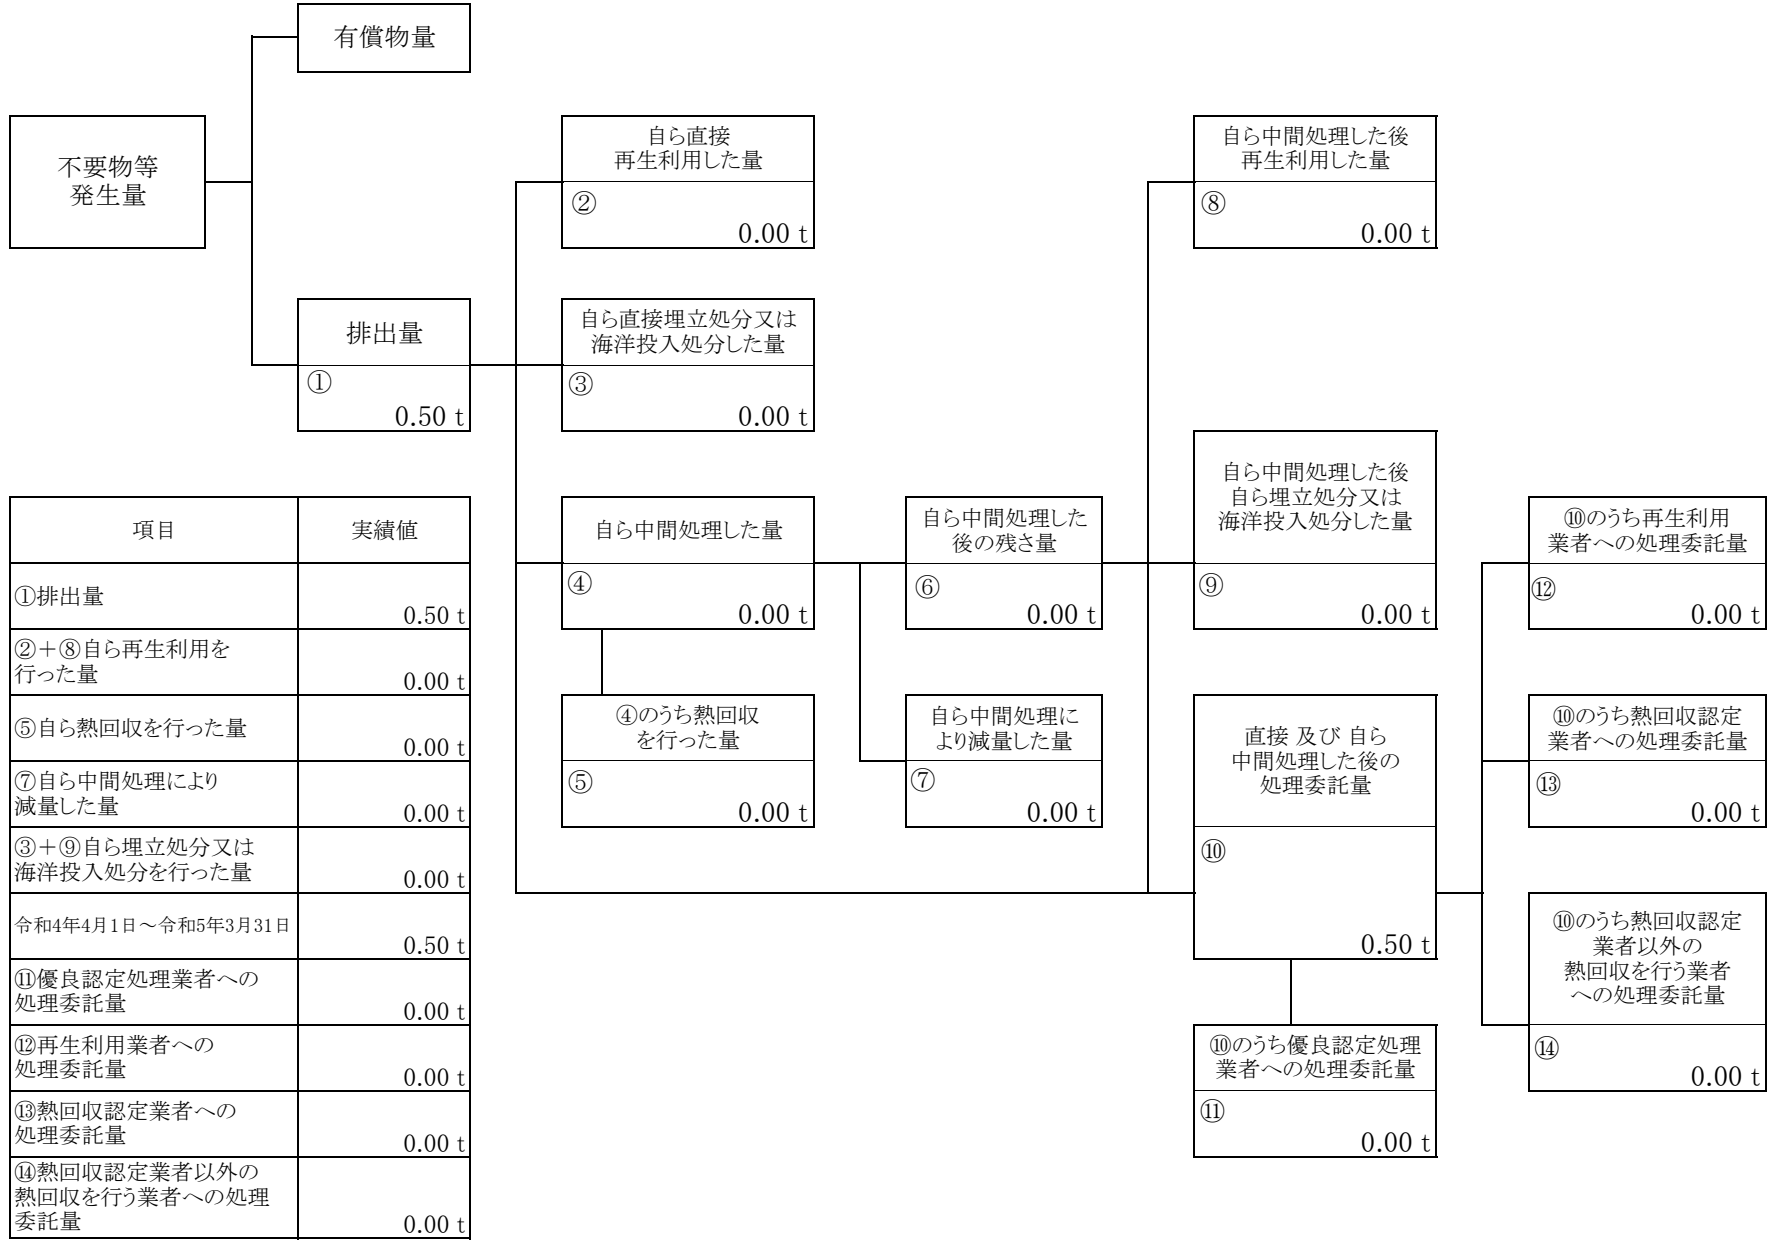 有償物量
不要物等
発生量
自ら直接
再生利用した量
②
0.00 t
自ら中間処理した後
再生利用した量
⑧
0.00 t
排出量
①
0.50 t
自ら直接埋立処分又は
海洋投入処分した量
③
0.00 t
自ら中間処理した量
④
0.00 t
自ら中間処理した
後の残さ量
⑥
0.00 t
自ら中間処理した後
自ら埋立処分又は
海洋投入処分した量
⑨
0.00 t
⑩のうち再生利用
業者への処理委託量
⑫
0.00 t
④のうち熱回収
を行った量
⑤
0.00 t
自ら中間処理に
より減量した量
⑦
0.00 t
直接 及び 自ら
中間処理した後の
処理委託量
⑩
0.50 t
⑩のうち熱回収認定
業者への処理委託量
⑬
0.00 t
⑩のうち熱回収認定
業者以外の
熱回収を行う業者
への処理委託量
⑭
0.00 t
⑩のうち優良認定処理
業者への処理委託量
⑪
0.00 t
項目 実績値
①排出量
0.50 t
②＋⑧自ら再生利用を
行った量
0.00 t
⑤自ら熱回収を行った量
0.00 t
⑦自ら中間処理により
減量した量
0.00 t
③＋⑨自ら埋立処分又は
海洋投入処分を行った量
0.00 t
令和4年4月1日～令和5年3月31日
0.50 t
⑪優良認定処理業者への
処理委託量
0.00 t
⑫再生利用業者への
処理委託量
0.00 t
⑬熱回収認定業者への
処理委託量
0.00 t
⑭熱回収認定業者以外の
熱回収を行う業者への処理
委託量
0.00 t